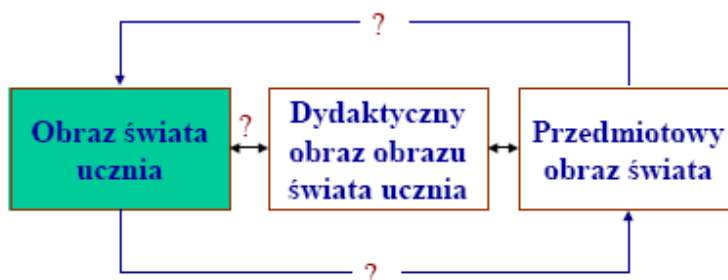 ?
Obraz świata
ucznia
?
Dydaktyczny
obraz obrazu
świata ucznia
Przedmiotowy
obraz świata
?